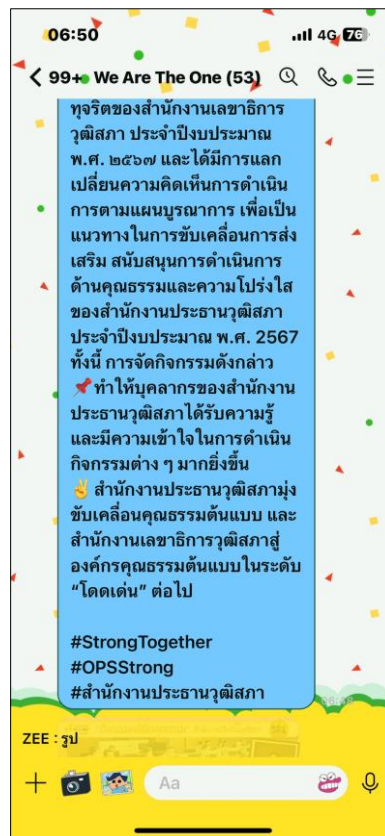 06:50
4G 76
99+ We Are The One (53)
ทุจริตของสำนักงานเลขาธิการ
วุฒิสภา ประจำปีงบประมาณ
พ.ศ. ๒๕๖๗ และได้มีการแลก
เปลี่ยนความคิดเห็นการดำเนิน
การตามแผนบูรณาการ เพื่อเป็น
แนวทางในการขับเคลื่อนการส่ง
เสริม สนับสนุนการดำเนินการ
ด้านคุณธรรมและความโปร่งใส
ของสำนักงานประธานวุฒิสภา
ประจำปีงบประมาณ พ.ศ. 2567
ทั้งนี้ การจัดกิจกรรมดังกล่าว
📌ทำให้บุคลากรของสำนักงาน
ประธานวุฒิสภาได้รับความรู้
และมีความเข้าใจในการดำเนิน
กิจกรรมต่าง ๆ มากยิ่งขึ้น
✌️ สำนักงานประธานวุฒิสภามุ่ง
ขับเคลื่อนคุณธรรมต้นแบบ และ
สำนักงานเลขาธิการวุฒิสภาสู่
องค์กรคุณธรรมต้นแบบในระดับ
“โดดเด่น” ต่อไป
#StrongTogether
#OPSStrong
#สำนักงานประธานวุฒิสภา
ZEE : รูป
Aa